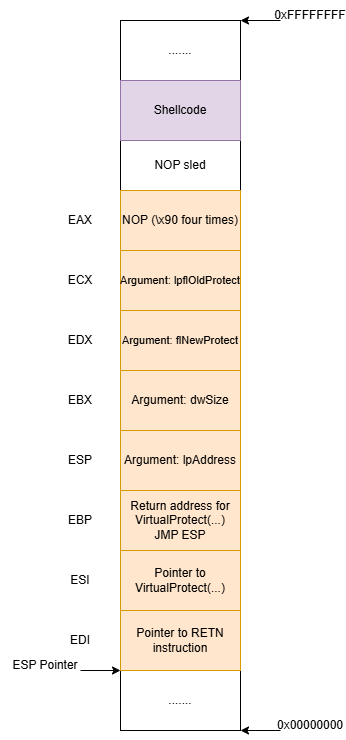 0xFFFFFFFF
.......
Shellcode
NOP sled
EAX
NOP (\x90 four times)
ECX
Argument: lpflOldProtect
EDX
Argument: flNewProtect
EBX
Argument: dwSize
ESP
Argument: lpAddress
EBP
Return address for
VirtualProtect(...)
JMP ESP
ESI
Pointer to
VirtualProtect(...)
EDI
Pointer to RETN
instruction
ESP Pointer
.......
0x00000000